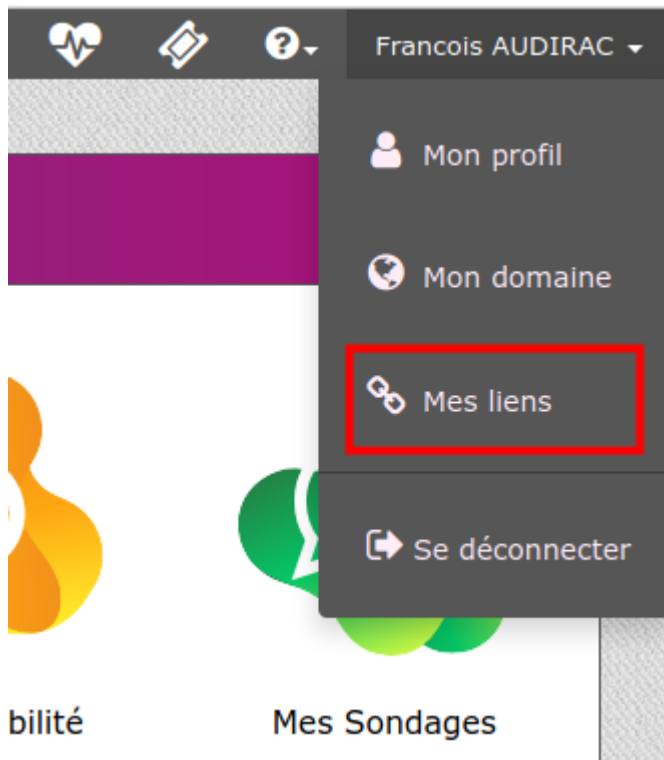 Francois AUDIRAC
Mon profil
Mon domaine
Mes liens
Se déconnecter
bilité
Mes Sondages